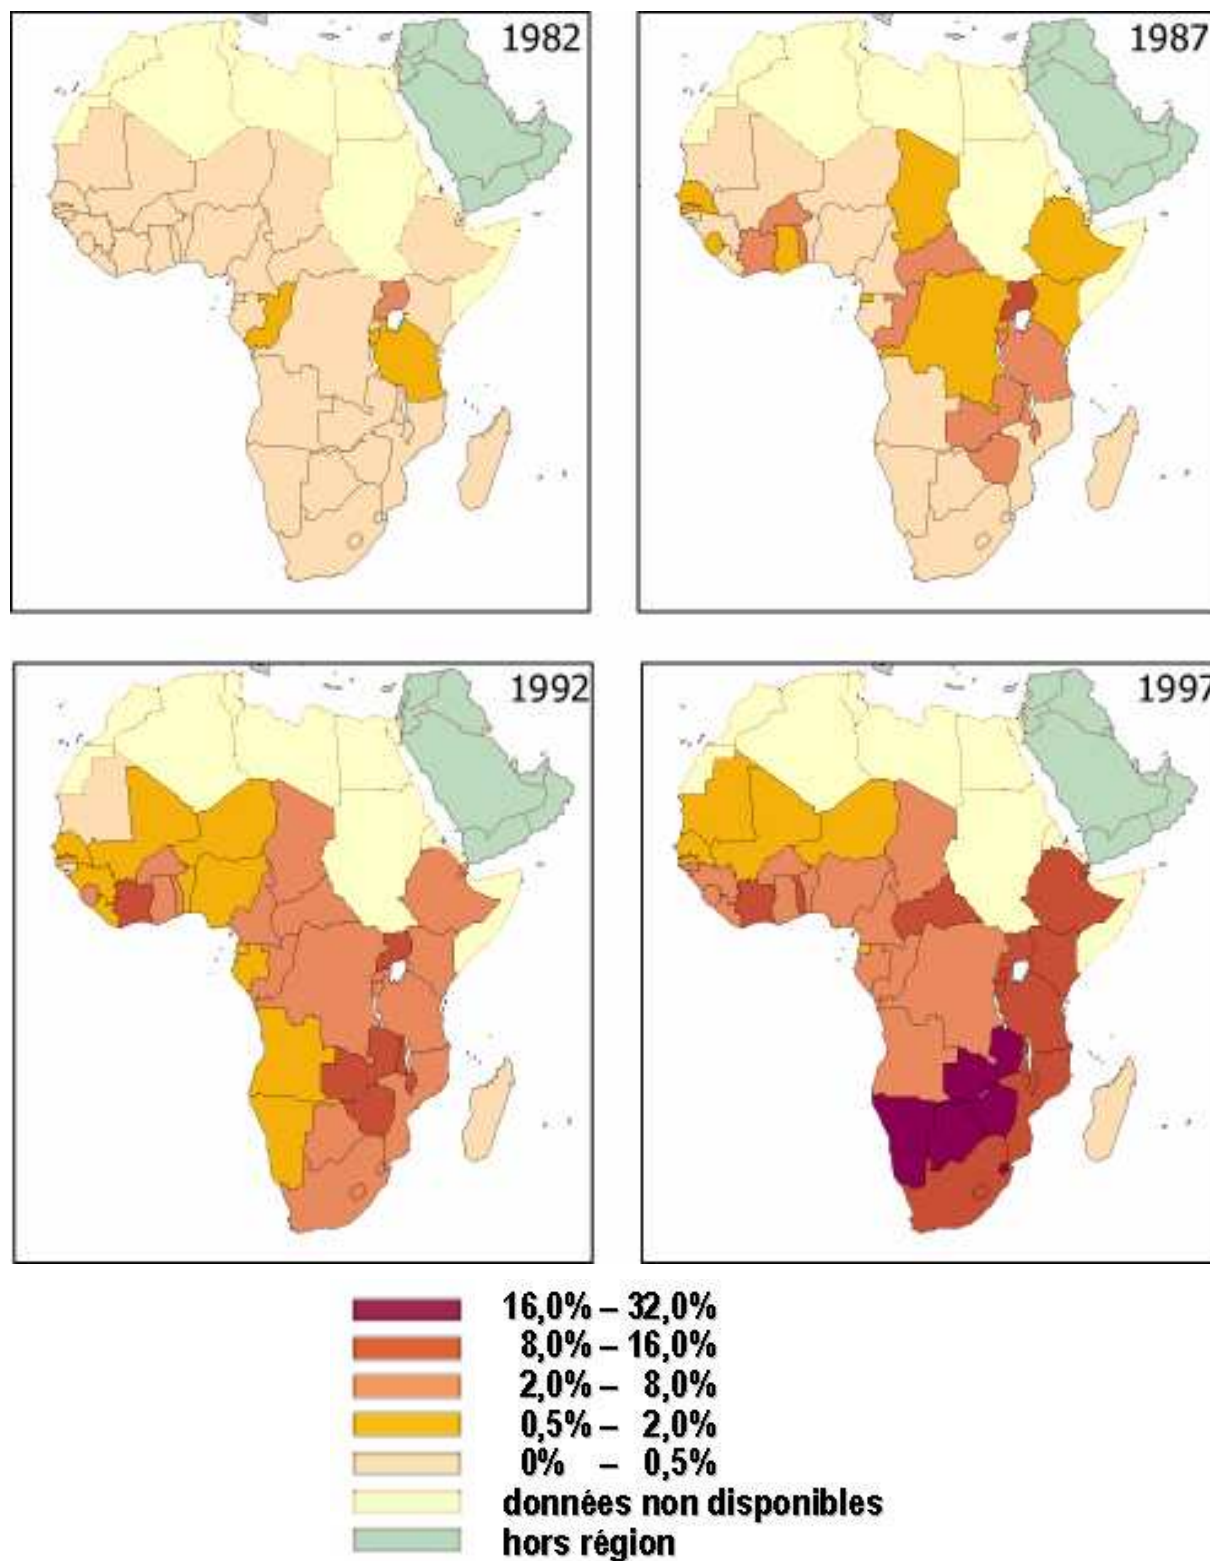 1982
1987
1992
1997
16,0% – 32,0%
8,0% – 16,0%
2,0% – 8,0%
0,5% – 2,0%
0% – 0,5%
données non disponibles
hors région